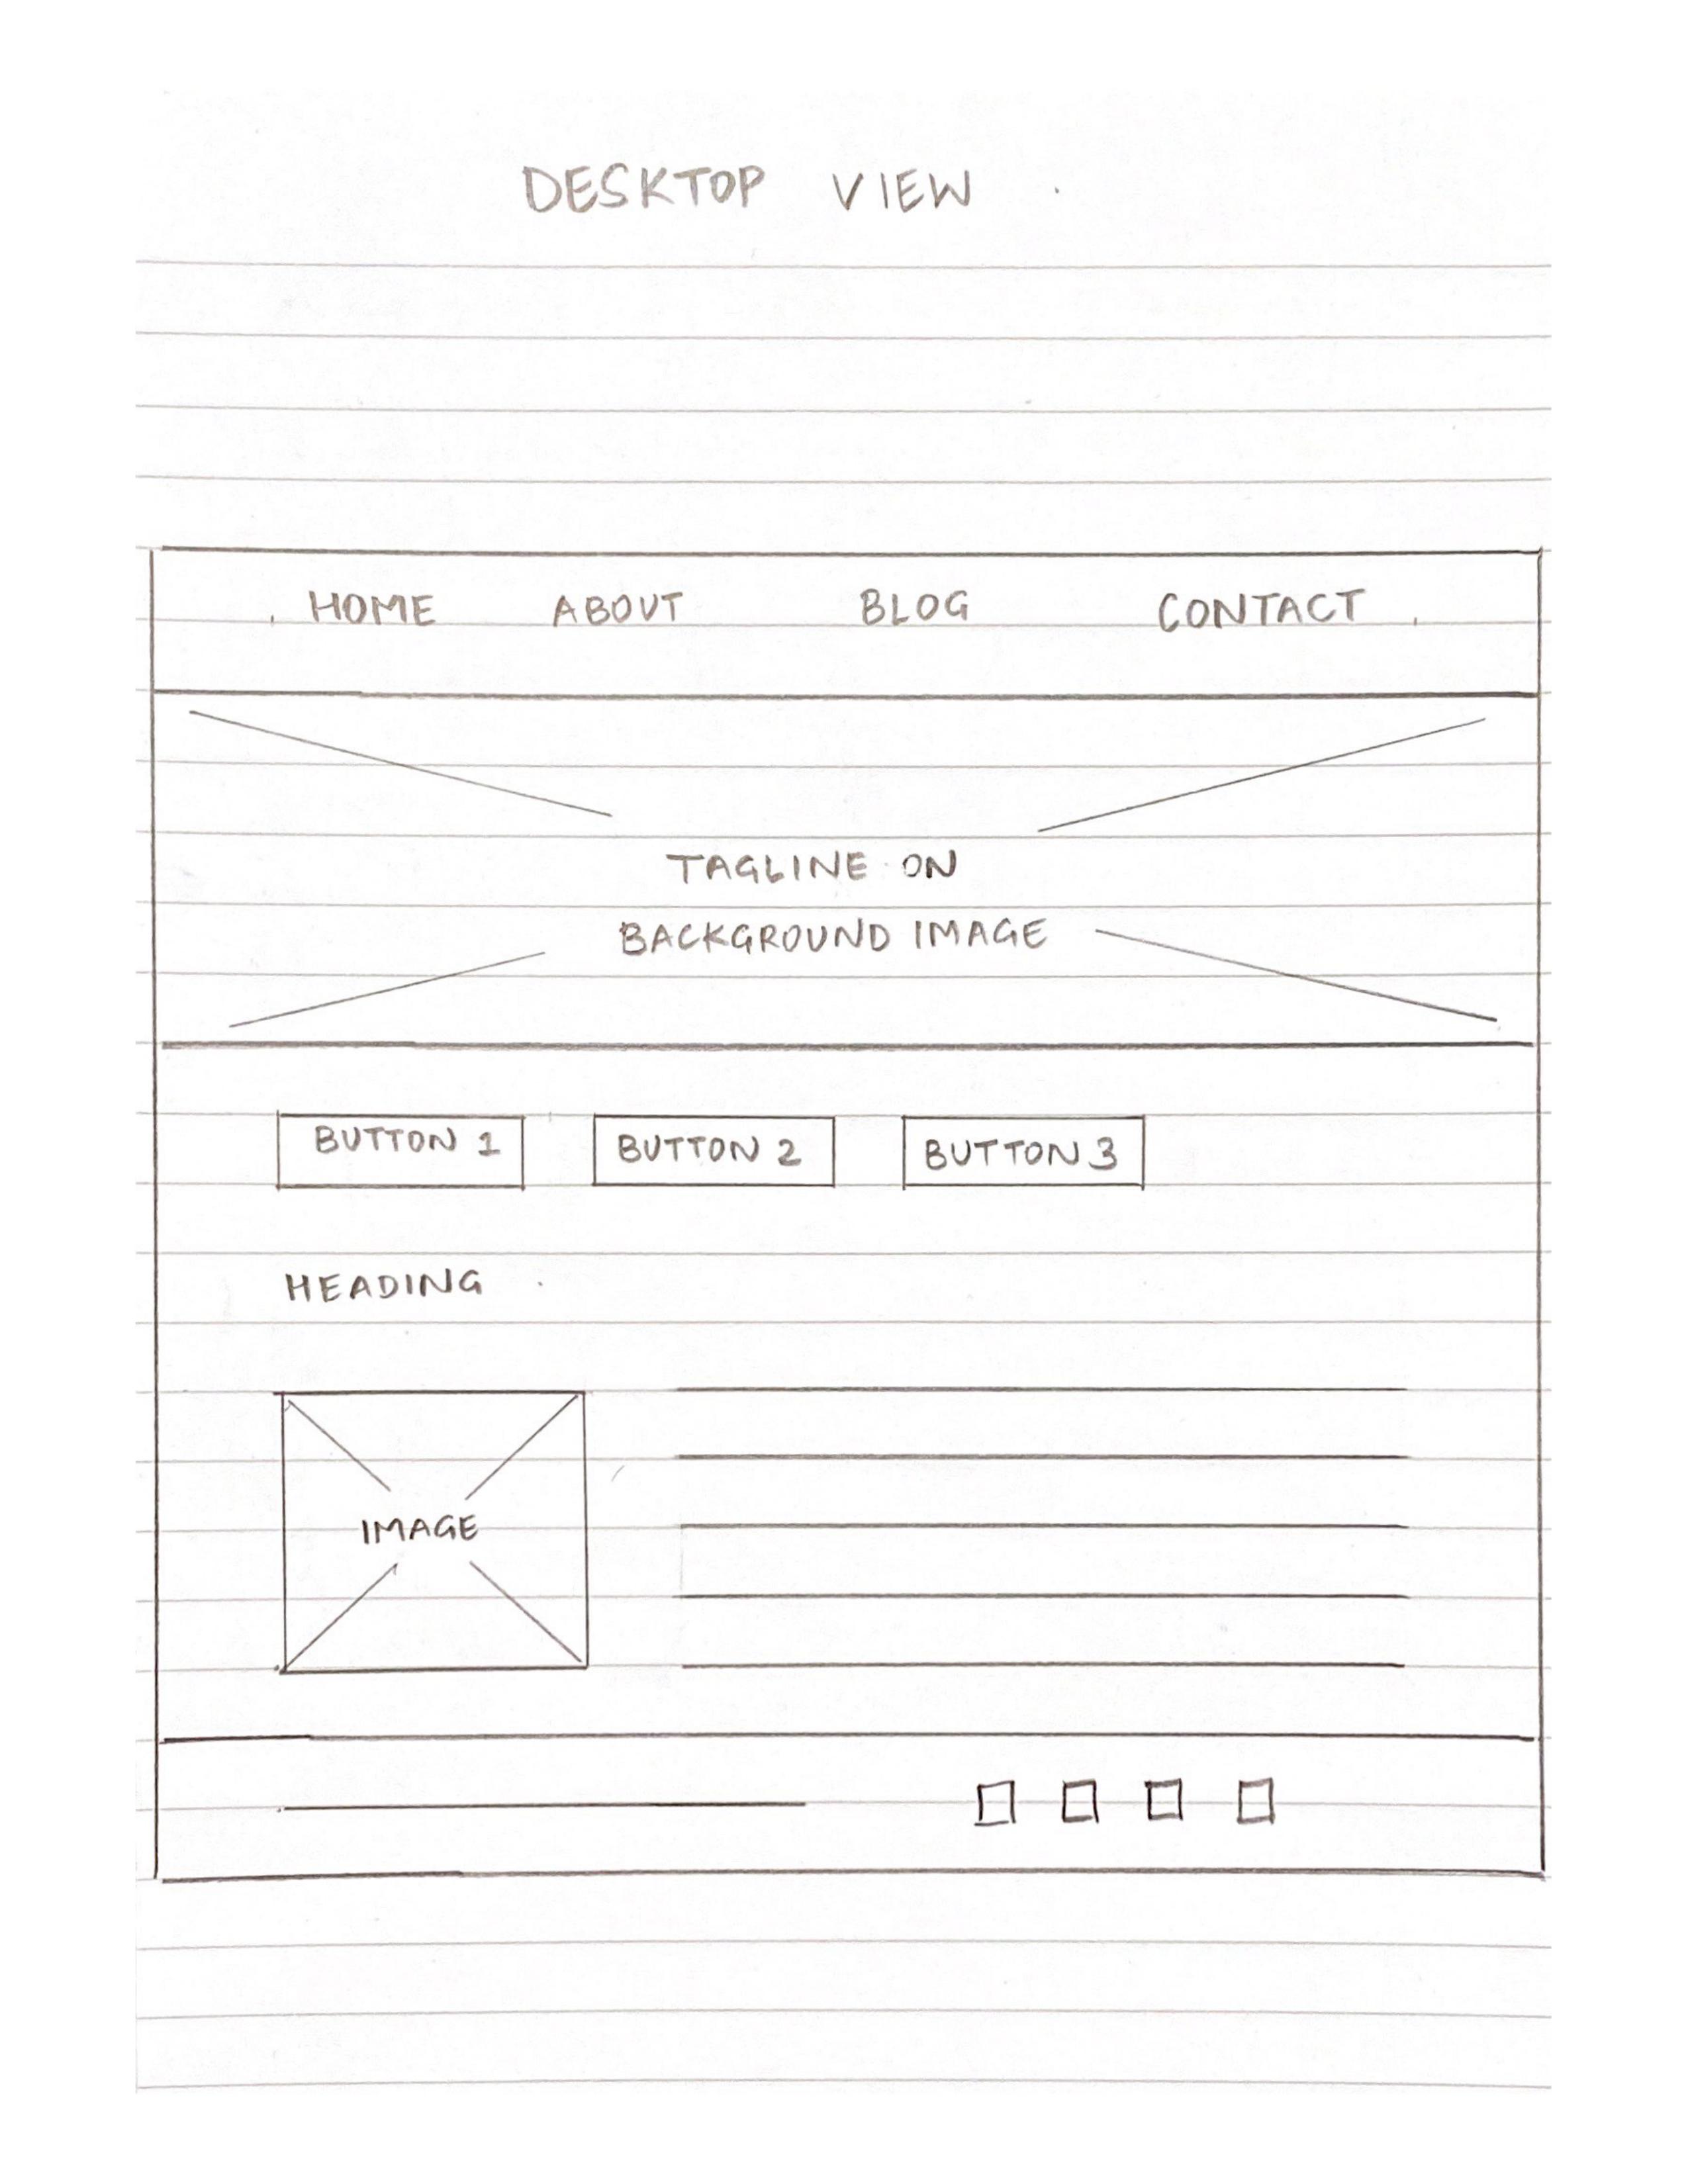 DESKTOP VIEW
HOME ABOUT BLOG CONTACT
TAGLINE ON
BACKGROUND IMAGE
BUTTON 1 BUTTON 2 BUTTON 3
HEADING
IMAGE